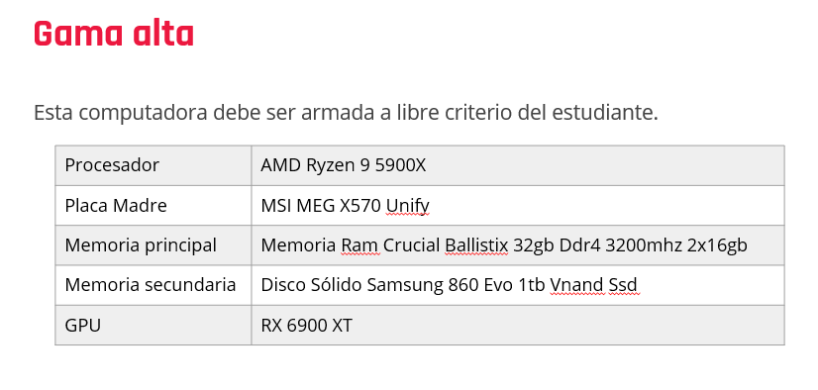 Gama alta
Esta computadora debe ser armada a libre criterio del estudiante.
Procesador AMD Ryzen 9 5900X
Placa Madre MSI MEG X570 Unify
Memoria principal Memoria Ram Crucial Ballistix 32gb Ddr4 3200mhz 2x16gb
Memoria secundaria Disco Sólido Samsung 860 Evo 1tb Vnand Ssd
GPU RX 6900 XT